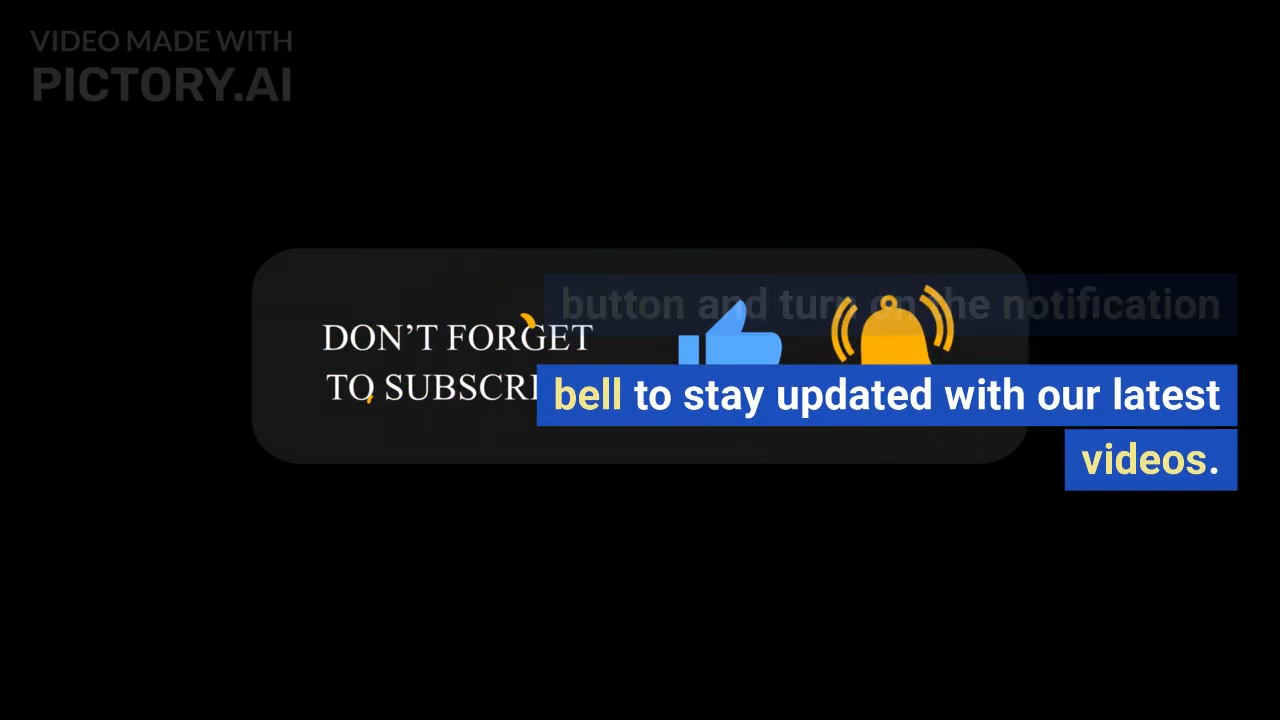 VIDEO MADE WITH
PICTORY.AI
button and turn on the notification
DON'T FORGET
TO SUBSCRI
bell to stay updated with our latest
videos.